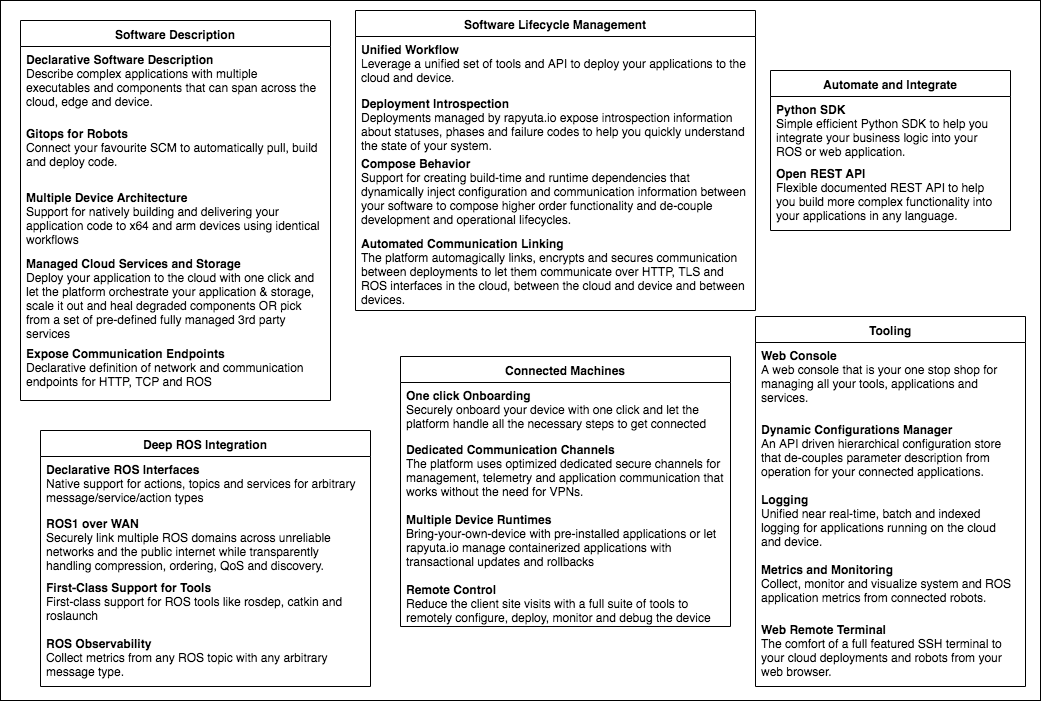 Software Description
Declarative Software Description
Describe complex applications with multiple
executables and components that can span across the
cloud, edge and device.
Gitops for Robots
Connect your favourite SCM to automatically pull, build
and deploy code.
Multiple Device Architecture
Support for natively building and delivering your
application code to x64 and arm devices using identical
workflows
Managed Cloud Services and Storage
Deploy your application to the cloud with one click and
let the platform orchestrate your application & storage,
scale it out and heal degraded components OR pick
from a set of pre-defined fully managed 3rd party
services
Expose Communication Endpoints
Declarative definition of network and communication
endpoints for HTTP, TCP and ROS
Software Lifecycle Management
Unified Workflow
Leverage a unified set of tools and API to deploy your applications to the
cloud and device.
Deployment Introspection
Deployments managed by rapyuta.io expose introspection information
about statuses, phases and failure codes to help you quickly understand
the state of your system.
Compose Behavior
Support for creating build-time and runtime dependencies that
dynamically inject configuration and communication information between
your software to compose higher order functionality and de-couple
development and operational lifecycles.
Automated Communication Linking
The platform automagically links, encrypts and secures communication
between deployments to let them communicate over HTTP, TLS and
ROS interfaces in the cloud, between the cloud and device and between
devices.
Automate and Integrate
Python SDK
Simple efficient Python SDK to help you
integrate your business logic into your
ROS or web application.
Open REST API
Flexible documented REST API to help
you build more complex functionality into
your applications in any language.
Deep ROS Integration
Declarative ROS Interfaces
Native support for actions, topics and services for arbitrary
message/service/action types
ROS1 over WAN
Securely link multiple ROS domains across unreliable
networks and the public internet while transparently
handling compression, ordering, QoS and discovery.
First-Class Support for Tools
First-class support for ROS tools like rosdep, catkin and
roslaunch
ROS Observability
Collect metrics from any ROS topic with any arbitrary
message type.
Connected Machines
One click Onboarding
Securely onboard your device with one click and let the
platform handle all the necessary steps to get connected
Dedicated Communication Channels
The platform uses optimized dedicated secure channels for
management, telemetry and application communication that
works without the need for VPNs.
Multiple Device Runtimes
Bring-your-own-device with pre-installed applications or let
rapyuta.io manage containerized applications with
transactional updates and rollbacks
Remote Control
Reduce the client site visits with a full suite of tools to
remotely configure, deploy, monitor and debug the device
Tooling
Web Console
A web console that is your one stop shop for
managing all your tools, applications and
services.
Dynamic Configurations Manager
An API driven hierarchical configuration store
that de-couples parameter description from
operation for your connected applications.
Logging
Unified near real-time, batch and indexed
logging for applications running on the cloud
and device.
Metrics and Monitoring
Collect, monitor and visualize system and ROS
application metrics from connected robots.
Web Remote Terminal
The comfort of a full featured SSH terminal to
your cloud deployments and robots from your
web browser.